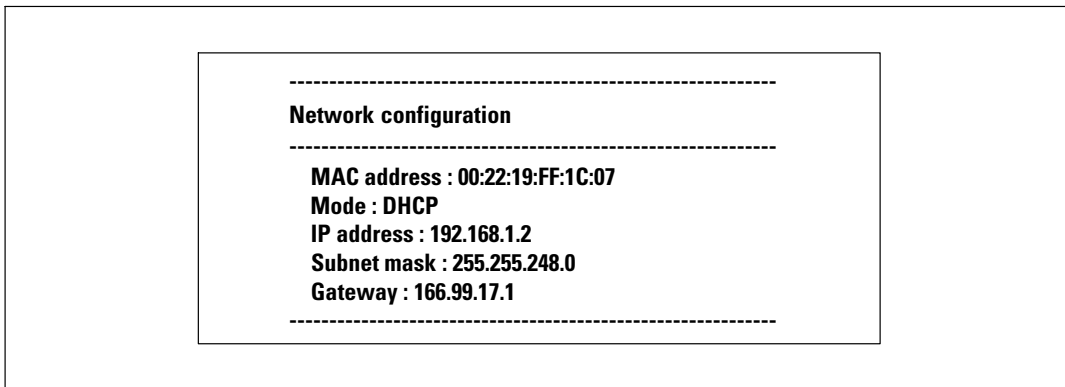 ------------------------------------------------------------
Network configuration
------------------------------------------------------------
MAC address : 00:22:19:FF:1C:07
Mode : DHCP
IP address : 192.168.1.2
Subnet mask : 255.255.248.0
Gateway : 166.99.17.1
------------------------------------------------------------